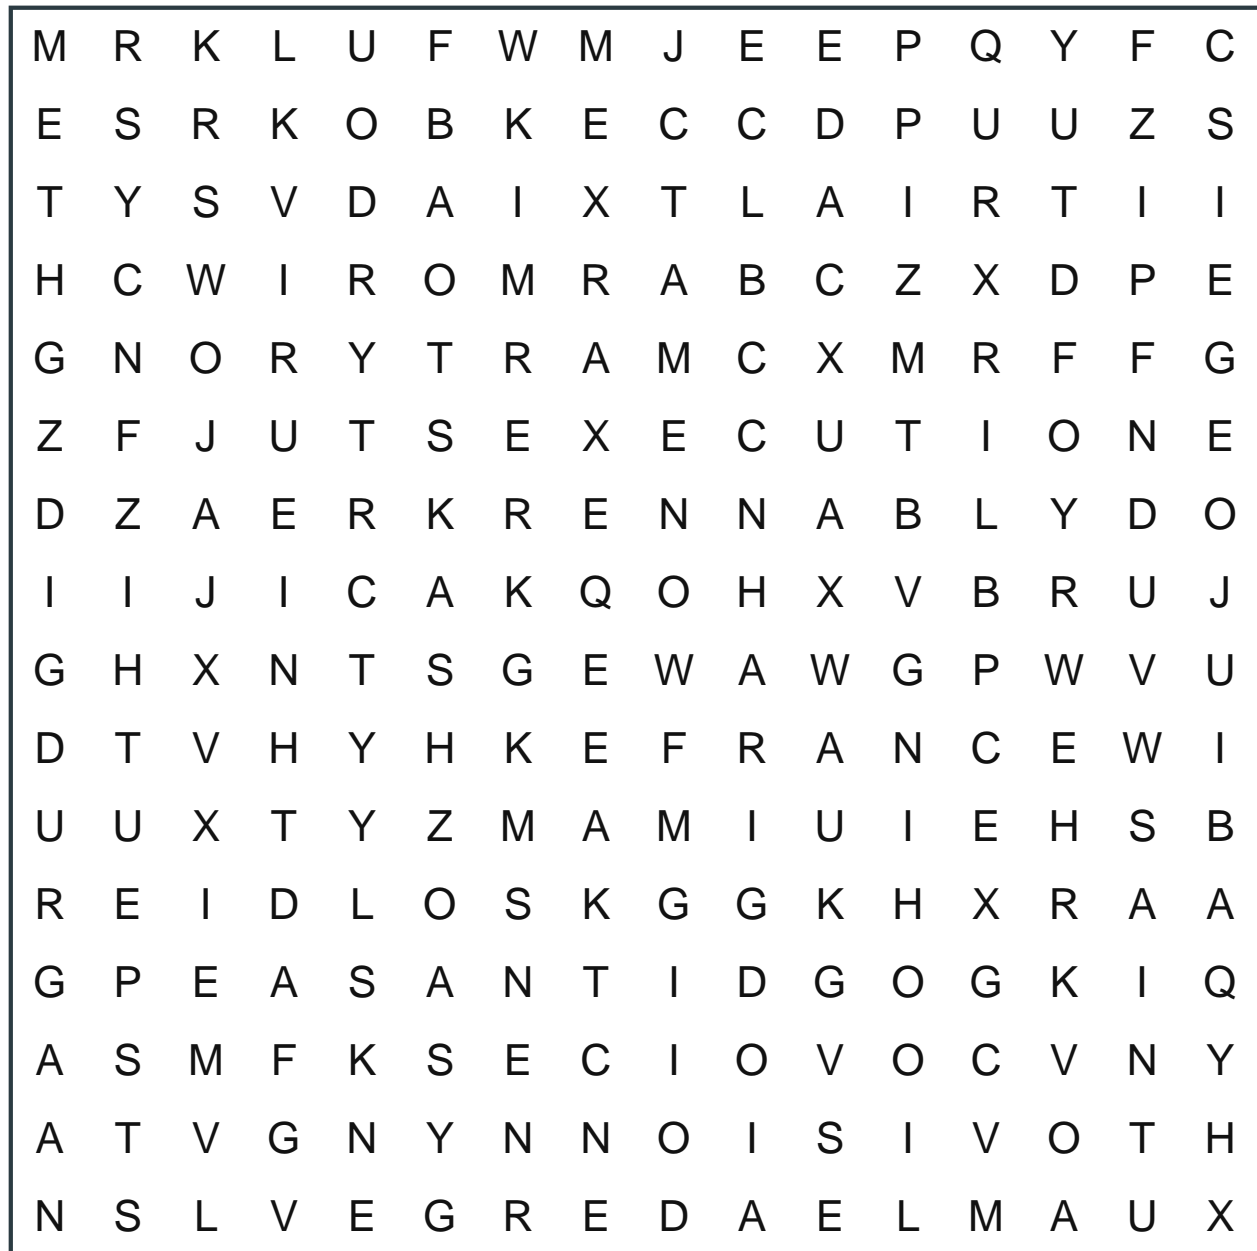 M R K L U F W M J E E P Q Y F C
E S R K O B K E C C D P U U Z S
T Y S V D A I X T L A I R T I I
H C W I R O M R A B C Z X D P E
G N O R Y T R A M C X M R F F G
Z F J U T S E X E C U T I O N E
D Z A E R K R E N N A B L Y D O
I I J I C A K Q O H X V B R U J
G H X N T S G E W A W G P W V U
D T V H Y H K E F R A N C E W I
U U X T Y Z M A M I U I E H S B
R E I D L O S K G G K H X R A A
G P E A S A N T I D G O G K I Q
A S M F K S E C I O V O C V N Y
A T V G N Y N N O I S I V O T H
N S L V E G R E D A E L M A U X